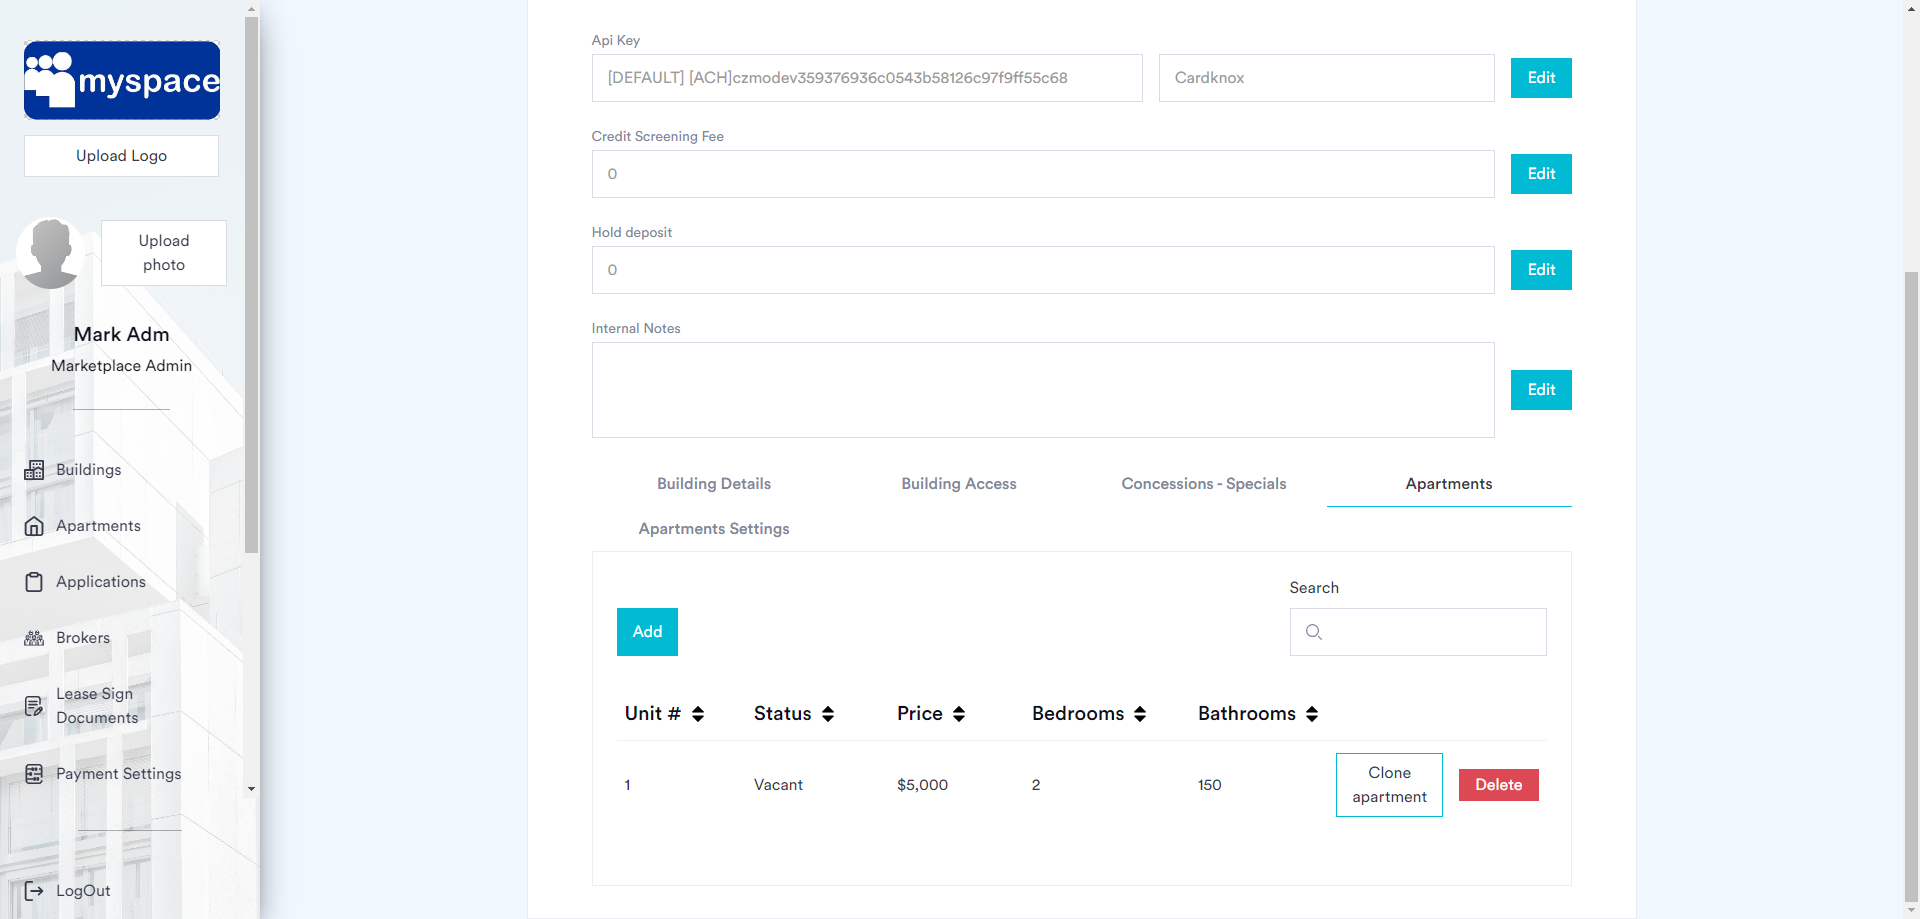 myspace
Upload Logo
Upload
photo
Mark Adm
Marketplace Admin
Buildings
Apartments
Applications
Brokers
Lease Sign
Documents
Payment Settings
LogOut
Api Key
[DEFAULT] [ACH]czmodev359376936c0543b58126c97f9ff55c68
Cardknox
Edit
Credit Screening Fee
0
Edit
Hold deposit
0
Edit
Internal Notes
Edit
Building Details
Building Access
Concessions - Specials
Apartments
Apartments Settings
Search
Add
Unit #
Status
Price
Bedrooms
Bathrooms
1
Vacant
$5,000
2
150
Clone
apartment
Delete